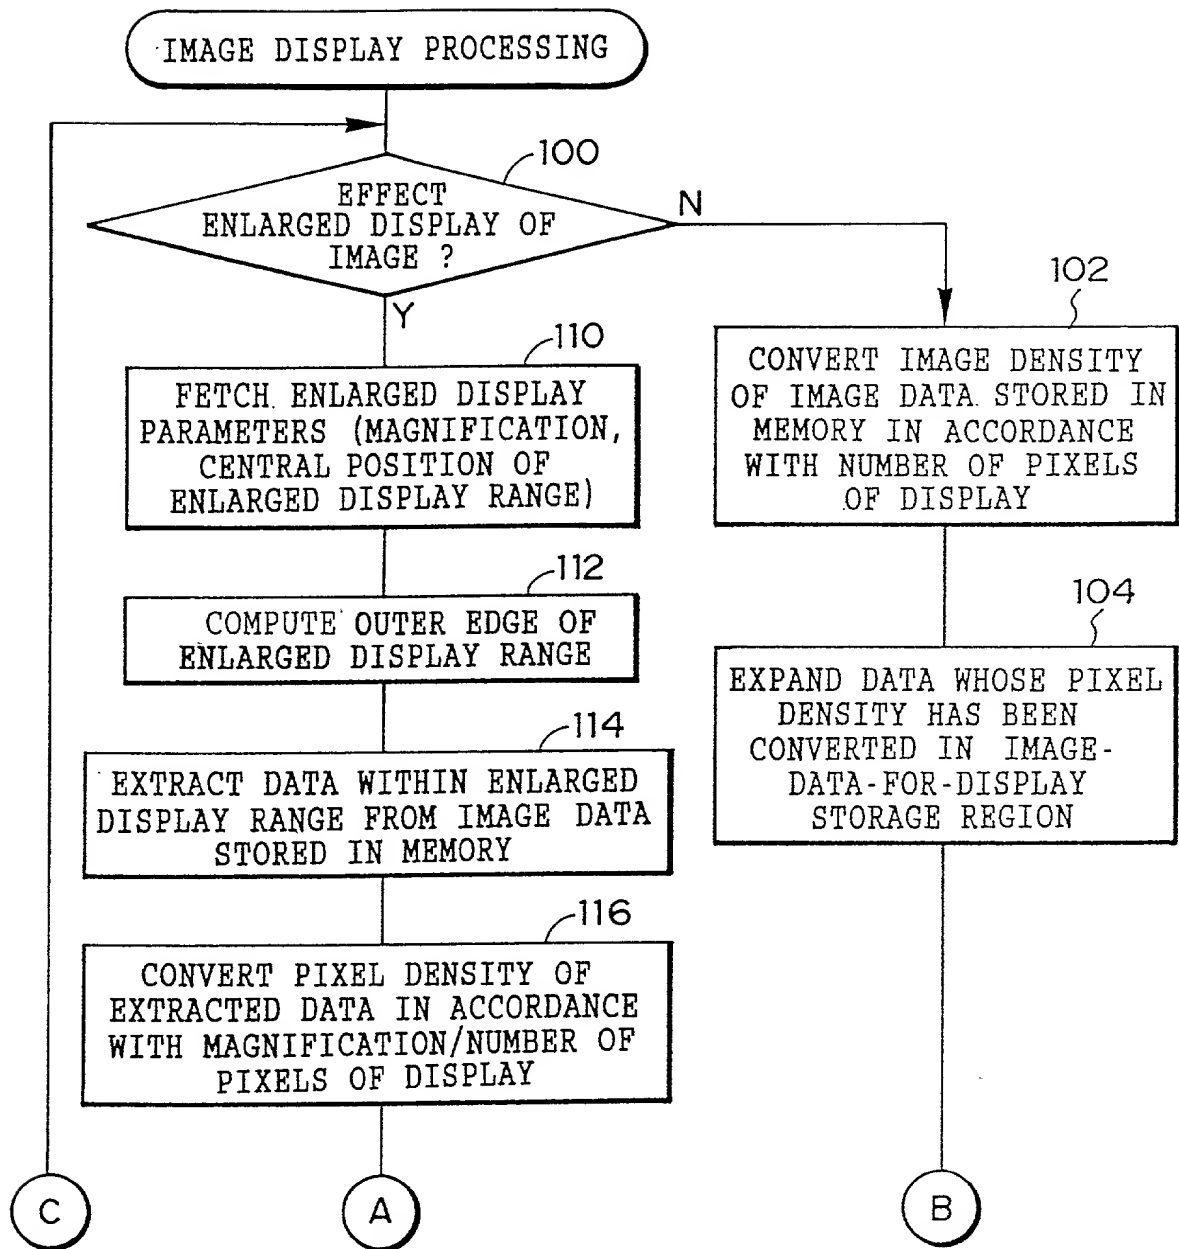 IMAGE DISPLAY PROCESSING
100
EFFECT
ENLARGED DISPLAY OF
IMAGE ?
N
Y
110
FETCH ENLARGED DISPLAY
PARAMETERS (MAGNIFICATION,
CENTRAL POSITION OF
ENLARGED DISPLAY RANGE)
112
COMPUTE OUTER EDGE OF
ENLARGED DISPLAY RANGE
114
EXTRACT DATA WITHIN ENLARGED
DISPLAY RANGE FROM IMAGE DATA
STORED IN MEMORY
116
CONVERT PIXEL DENSITY OF
EXTRACTED DATA IN ACCORDANCE
WITH MAGNIFICATION/NUMBER OF
PIXELS OF DISPLAY
102
CONVERT IMAGE DENSITY
OF IMAGE DATA STORED IN
MEMORY IN ACCORDANCE
WITH NUMBER OF PIXELS
OF DISPLAY
104
EXPAND DATA WHOSE PIXEL
DENSITY HAS BEEN
CONVERTED IN IMAGE-
DATA-FOR-DISPLAY
STORAGE REGION
C
A
B